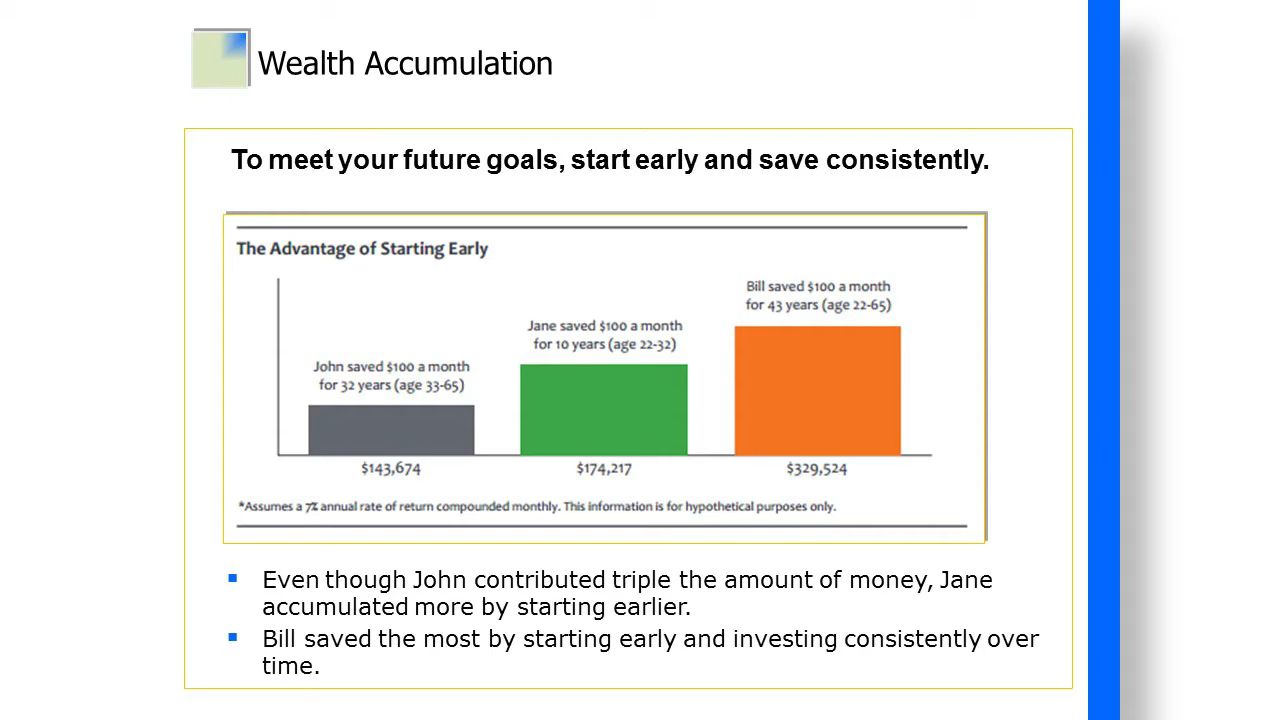 Wealth Accumulation
To meet your future goals, start early and save consistently.
The Advantage of Starting Early
John saved $100 a month
for 32 years (age 33-65)
$143,674
Jane saved $100 a month
for 10 years (age 22-32)
$174,217
Bill saved $100 a month
for 43 years (age 22-65)
$329,524
*Assumes a 7% annual rate of return compounded monthly. This information is for hypothetical purposes only.
Even though John contributed triple the amount of money, Jane
accumulated more by starting earlier.
Bill saved the most by starting early and investing consistently over
time.